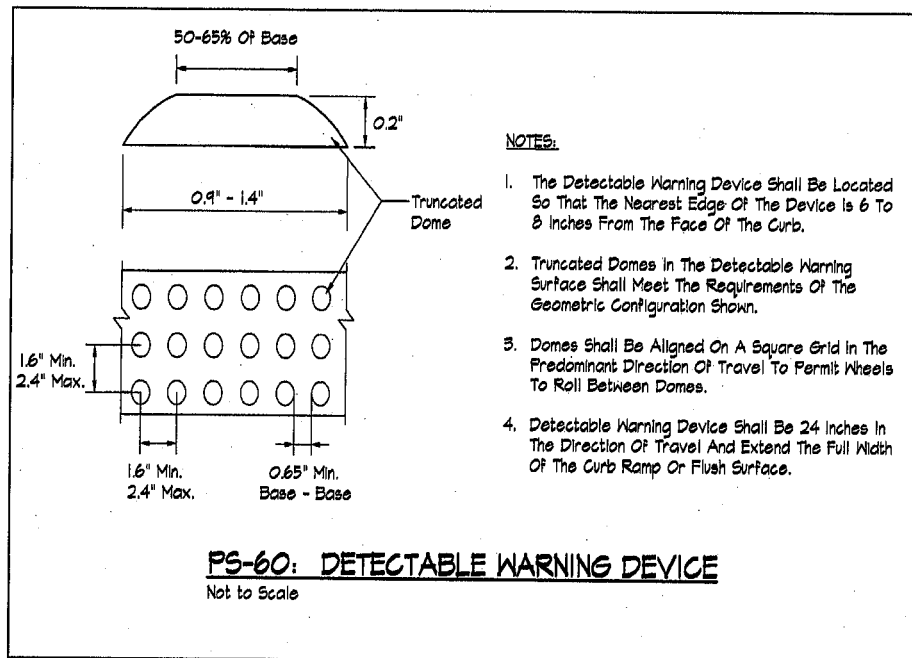 50-65% Of Base
0.2"
0.9" - 1.4"
Truncated
Dome
1.6" Min.
2.4" Max.
1.6" Min.
2.4" Max.
0.65" Min.
Base - Base
NOTES:
1. The Detectable Warning Device Shall Be Located
So That The Nearest Edge Of The Device Is 6 To
8 Inches From The Face Of The Curb.
2. Truncated Domes In The Detectable Warning
Surface Shall Meet The Requirements Of The
Geometric Configuration Shown.
3. Domes Shall Be Aligned On A Square Grid In The
Predominant Direction Of Travel To Permit Wheels
To Roll Between Domes.
4. Detectable Warning Device Shall Be 24 Inches In
The Direction Of Travel And Extend The Full Width
Of The Curb Ramp Or Flush Surface.
PS-60: DETECTABLE WARNING DEVICE
Not to Scale